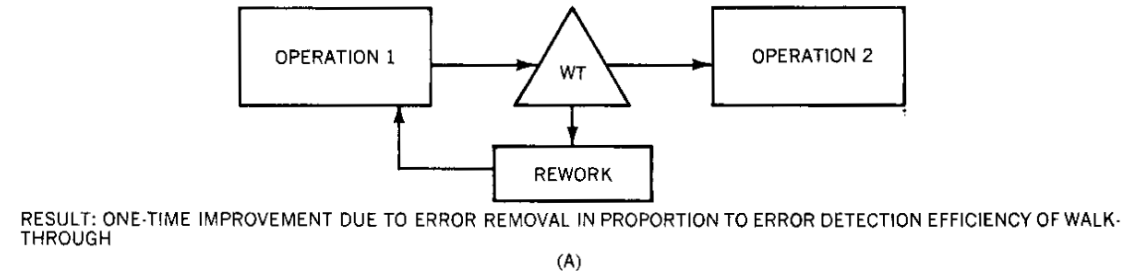 OPERATION 1
WT
OPERATION 2
REWORK
RESULT: ONE-TIME IMPROVEMENT DUE TO ERROR REMOVAL IN PROPORTION TO ERROR DETECTION EFFICIENCY OF WALK-
THROUGH
(A)